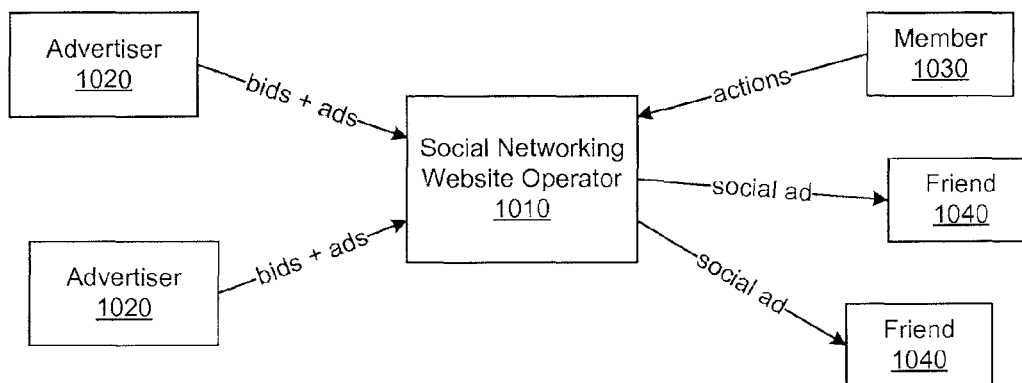 Advertiser
1020
bids + ads
Advertiser
1020
bids + ads
Social Networking
Website Operator
1010
Member
1030
actions
social ad
Friend
1040
social ad
Friend
1040